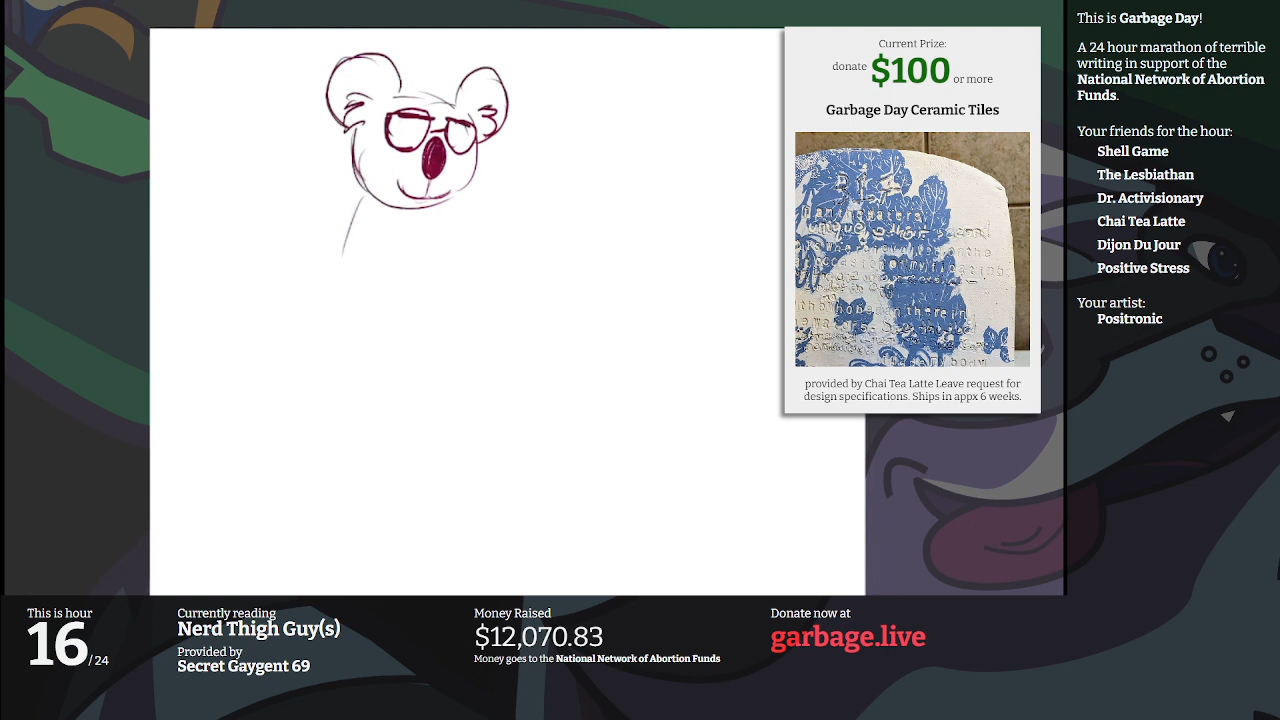 This is Garbage Day!
A 24 hour marathon of terrible
writing in support of the
National Network of Abortion
Funds.
Your friends for the hour:
Shell Game
The Lesbiathan
Dr. Activisionary
Chai Tea Latte
Dijon Du Jour
Positive Stress
Your artist:
Positronic
Current Prize:
donate $100 or more
Garbage Day Ceramic Tiles
unique
second
nobe
therein
body
provided by Chai Tea Latte Leave request for
design specifications. Ships in appx 6 weeks.
This is hour
16/24
Currently reading
Nerd Thigh Guy(s)
Provided by
Secret Gaygent 69
Money Raised
$12,070.83
Money goes to the National Network of Abortion Funds
Donate now at
garbage.live